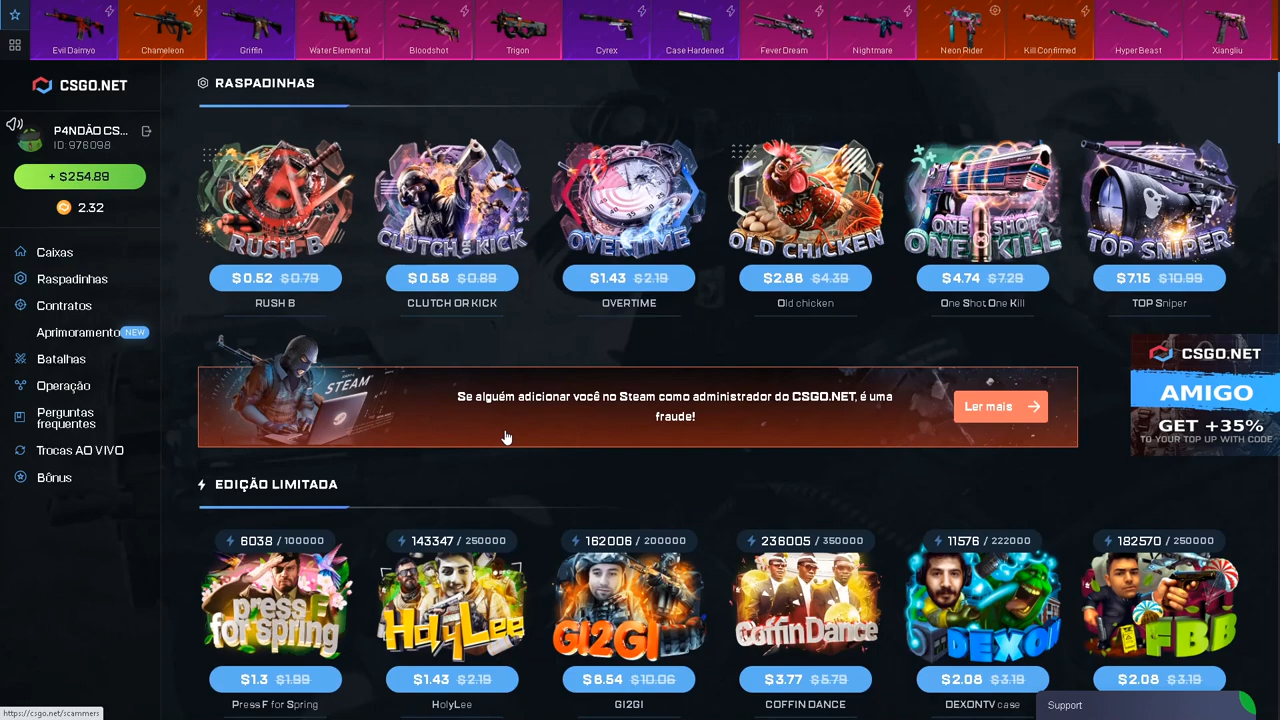 Evil Daimyo
Chameleon
Griffin
Water Elemental
Bloodshot
Trigon
Cyrex
Case Hardened
Fever Dream
Nightmare
Neon Rider
Kill Confirmed
Hyper Beast
Xiangliu
CSGO.NET
P4NDÃO CS...
ID: 976098
+ $254.89
2.32
Caixas
Raspadinhas
Contratos
Aprimoramento NEW
Batalhas
Operação
Perguntas
frequentes
Trocas AO VIVO
Bônus
RASPADINHAS
RUSH B
CLUTCH OR KICK
OVERTIME
OLD CHICKEN
ONE SHOT
ONE KILL
TOP SNIPER
$0.52 $0.79
$0.58 $0.89
$1.43 $2.19
$2.86 $4.39
$4.74 $7.29
$7.15 $10.99
RUSH B
CLUTCH OR KICK
OVERTIME
Old chicken
One Shot One Kill
TOP Sniper
STEAM
Se alguém adicionar você no Steam como administrador do CSGO.NET, é uma
fraude!
Ler mais
CSGO.NET
AMIGO
GET +35%
TO YOUR TOP UP WITH CODE
EDIÇÃO LIMITADA
6038 / 100000
143347 / 250000
162006 / 200000
236005 / 350000
11576 / 222000
182570 / 250000
press F
for spring
HolyLee
GI2GI
Coffin Dance
DEXON
FBB
$1.3 $1.99
$1.43 $2.19
$6.54 $10.06
$3.77 $5.79
$2.08 $3.19
$2.08 $3.19
Press F for Spring
HolyLee
GI2GI
COFFIN DANCE
DEXONTV case
Support
https://csgo.net/scammers